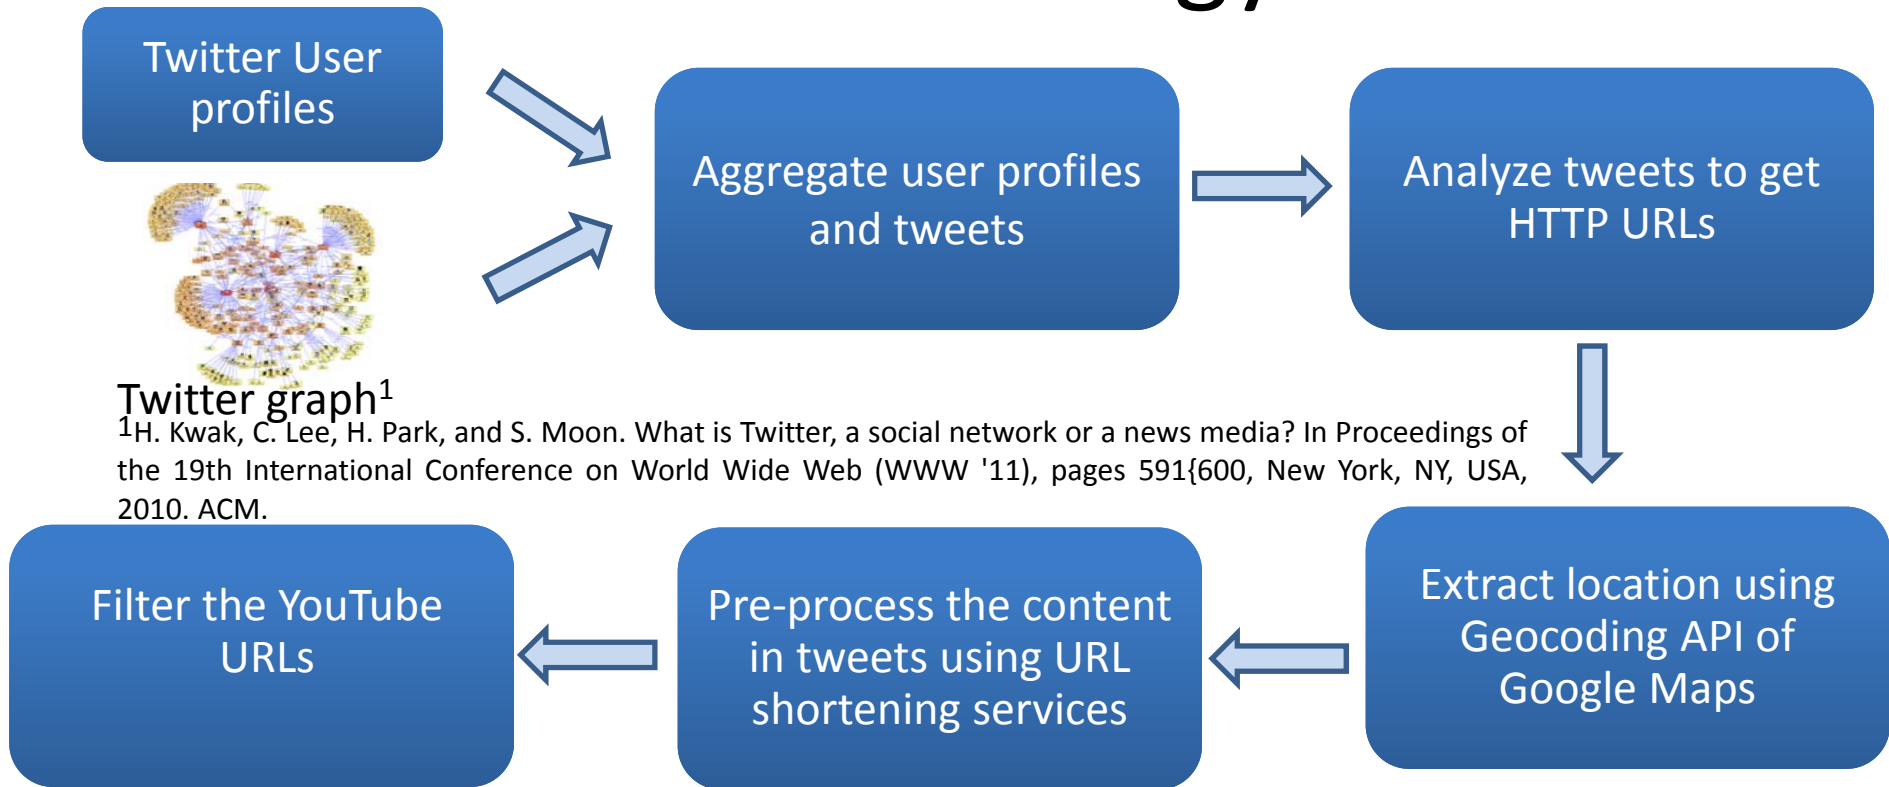 gy
Twitter User
profiles
Aggregate user profiles
and tweets
Analyze tweets to get
HTTP URLs
Twitter graph1
1H. Kwak, C. Lee, H. Park, and S. Moon. What is Twitter, a social network or a news media? In Proceedings of
the 19th International Conference on World Wide Web (WWW '11), pages 591{600, New York, NY, USA,
2010. ACM.
Extract location using
Geocoding API of
Google Maps
Pre-process the content
in tweets using URL
shortening services
Filter the YouTube
URLs